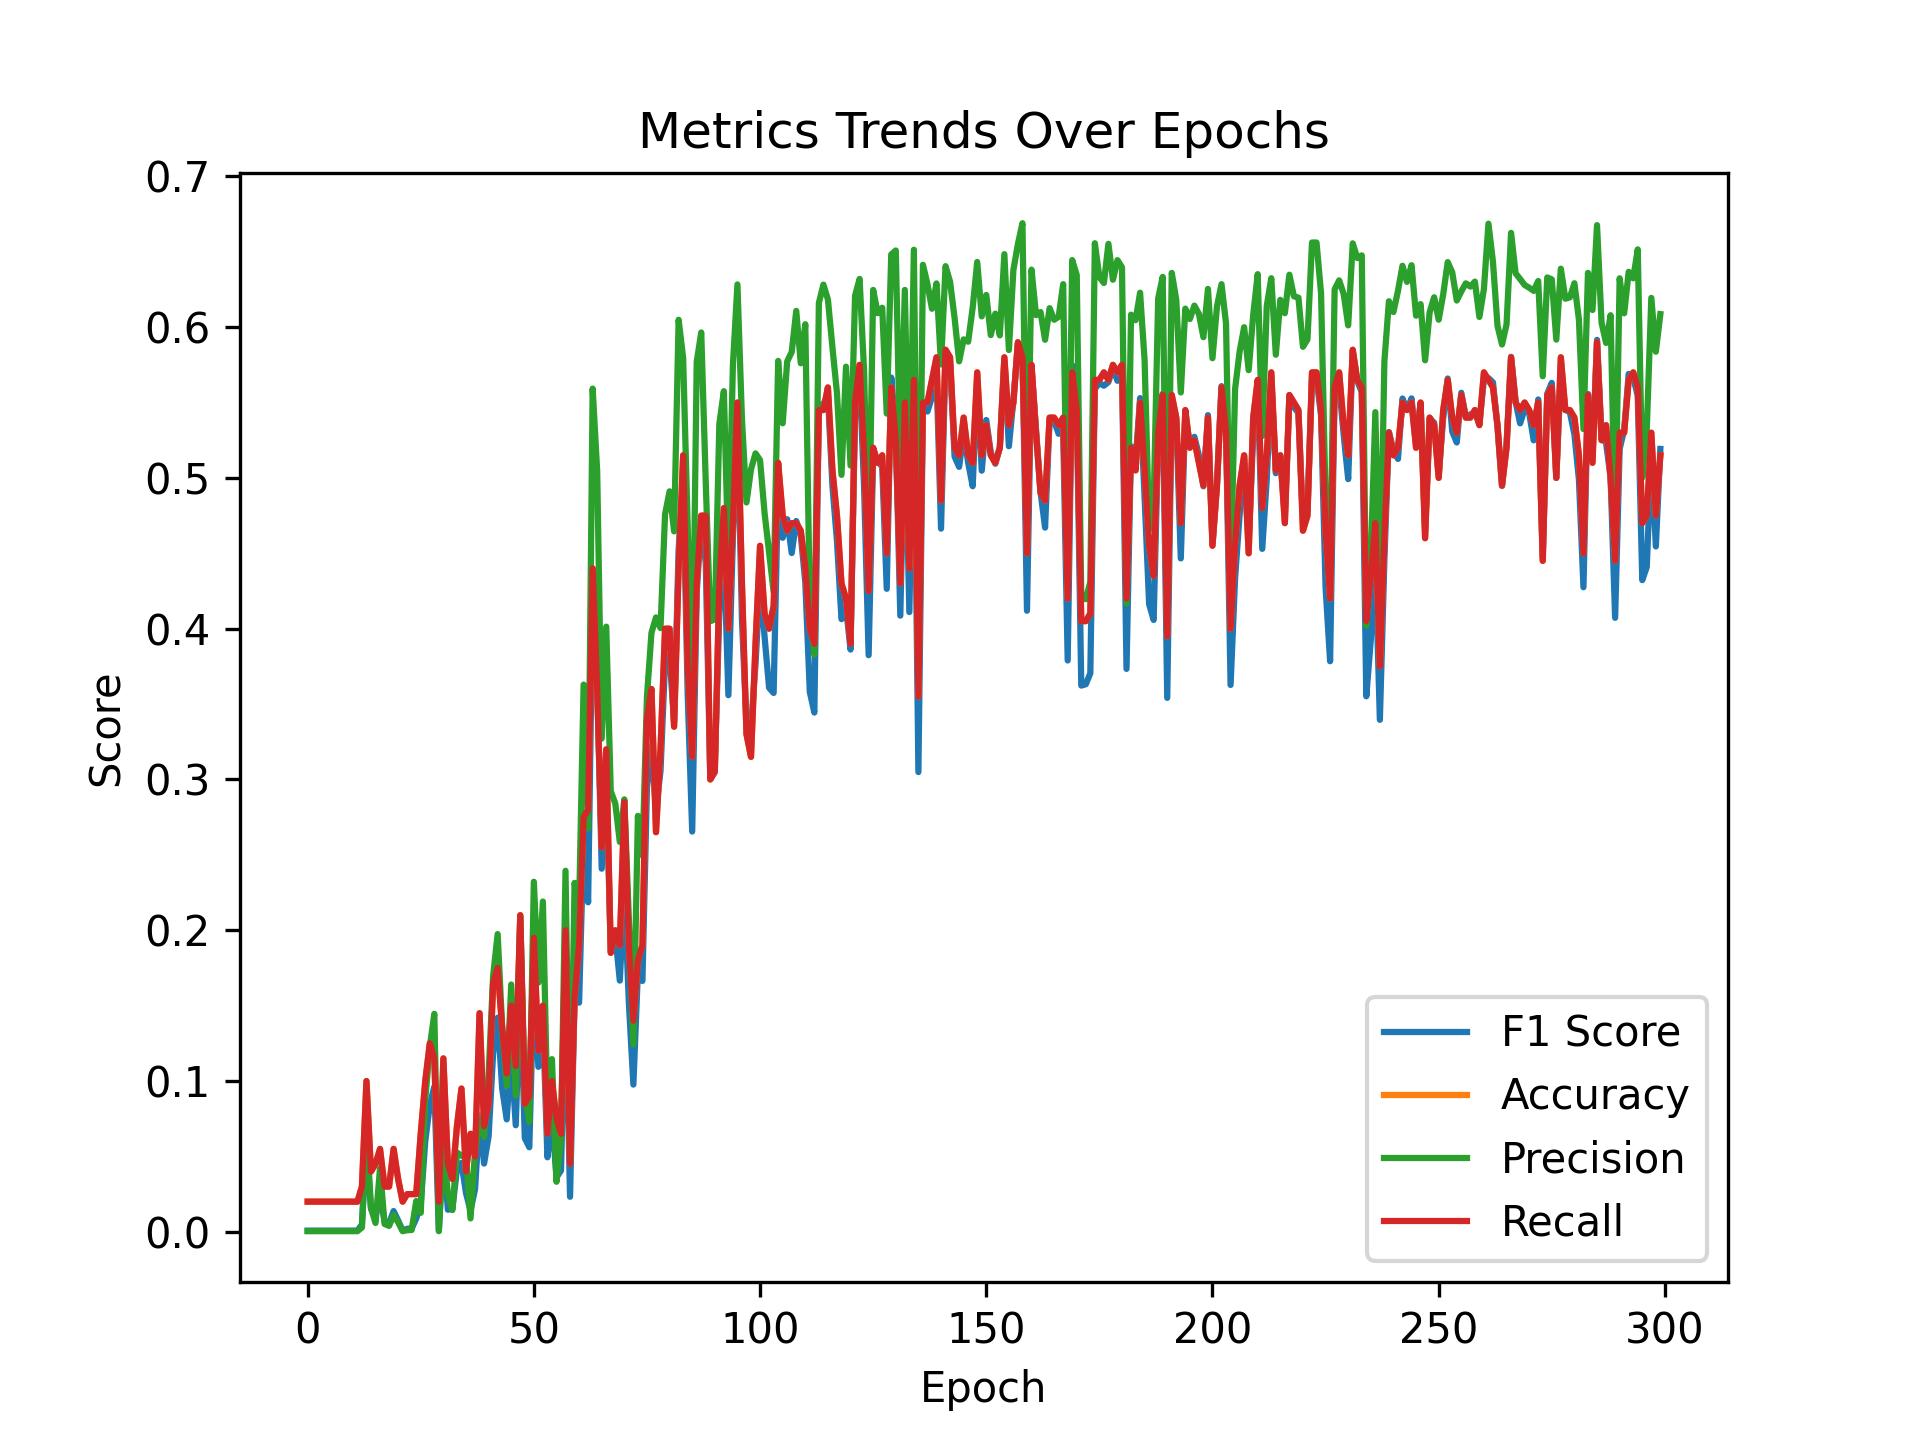 Metrics Trends Over Epochs
0.7
0.6
0.5
0.4
0.3
0.2
0.1
0.0
Score
0 50 100 150 200 250 300
Epoch
F1 Score
Accuracy
Precision
Recall